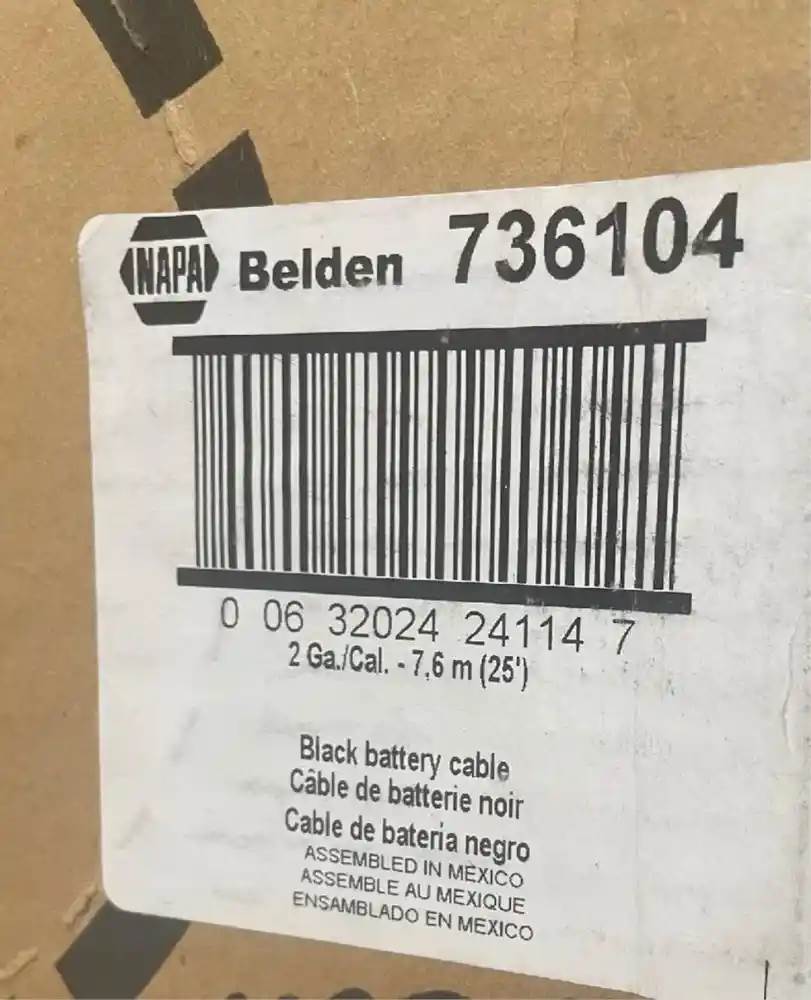 NAPA Belden 736104
0 06 32024 24114 7
2 Ga./Cal. - 7,6 m (25')
Black battery cable
Câble de batterie noir
Cable de bateria negro
ASSEMBLED IN MEXICO
ASSEMBLE AU MEXIQUE
ENSAMBLADO EN MEXICO